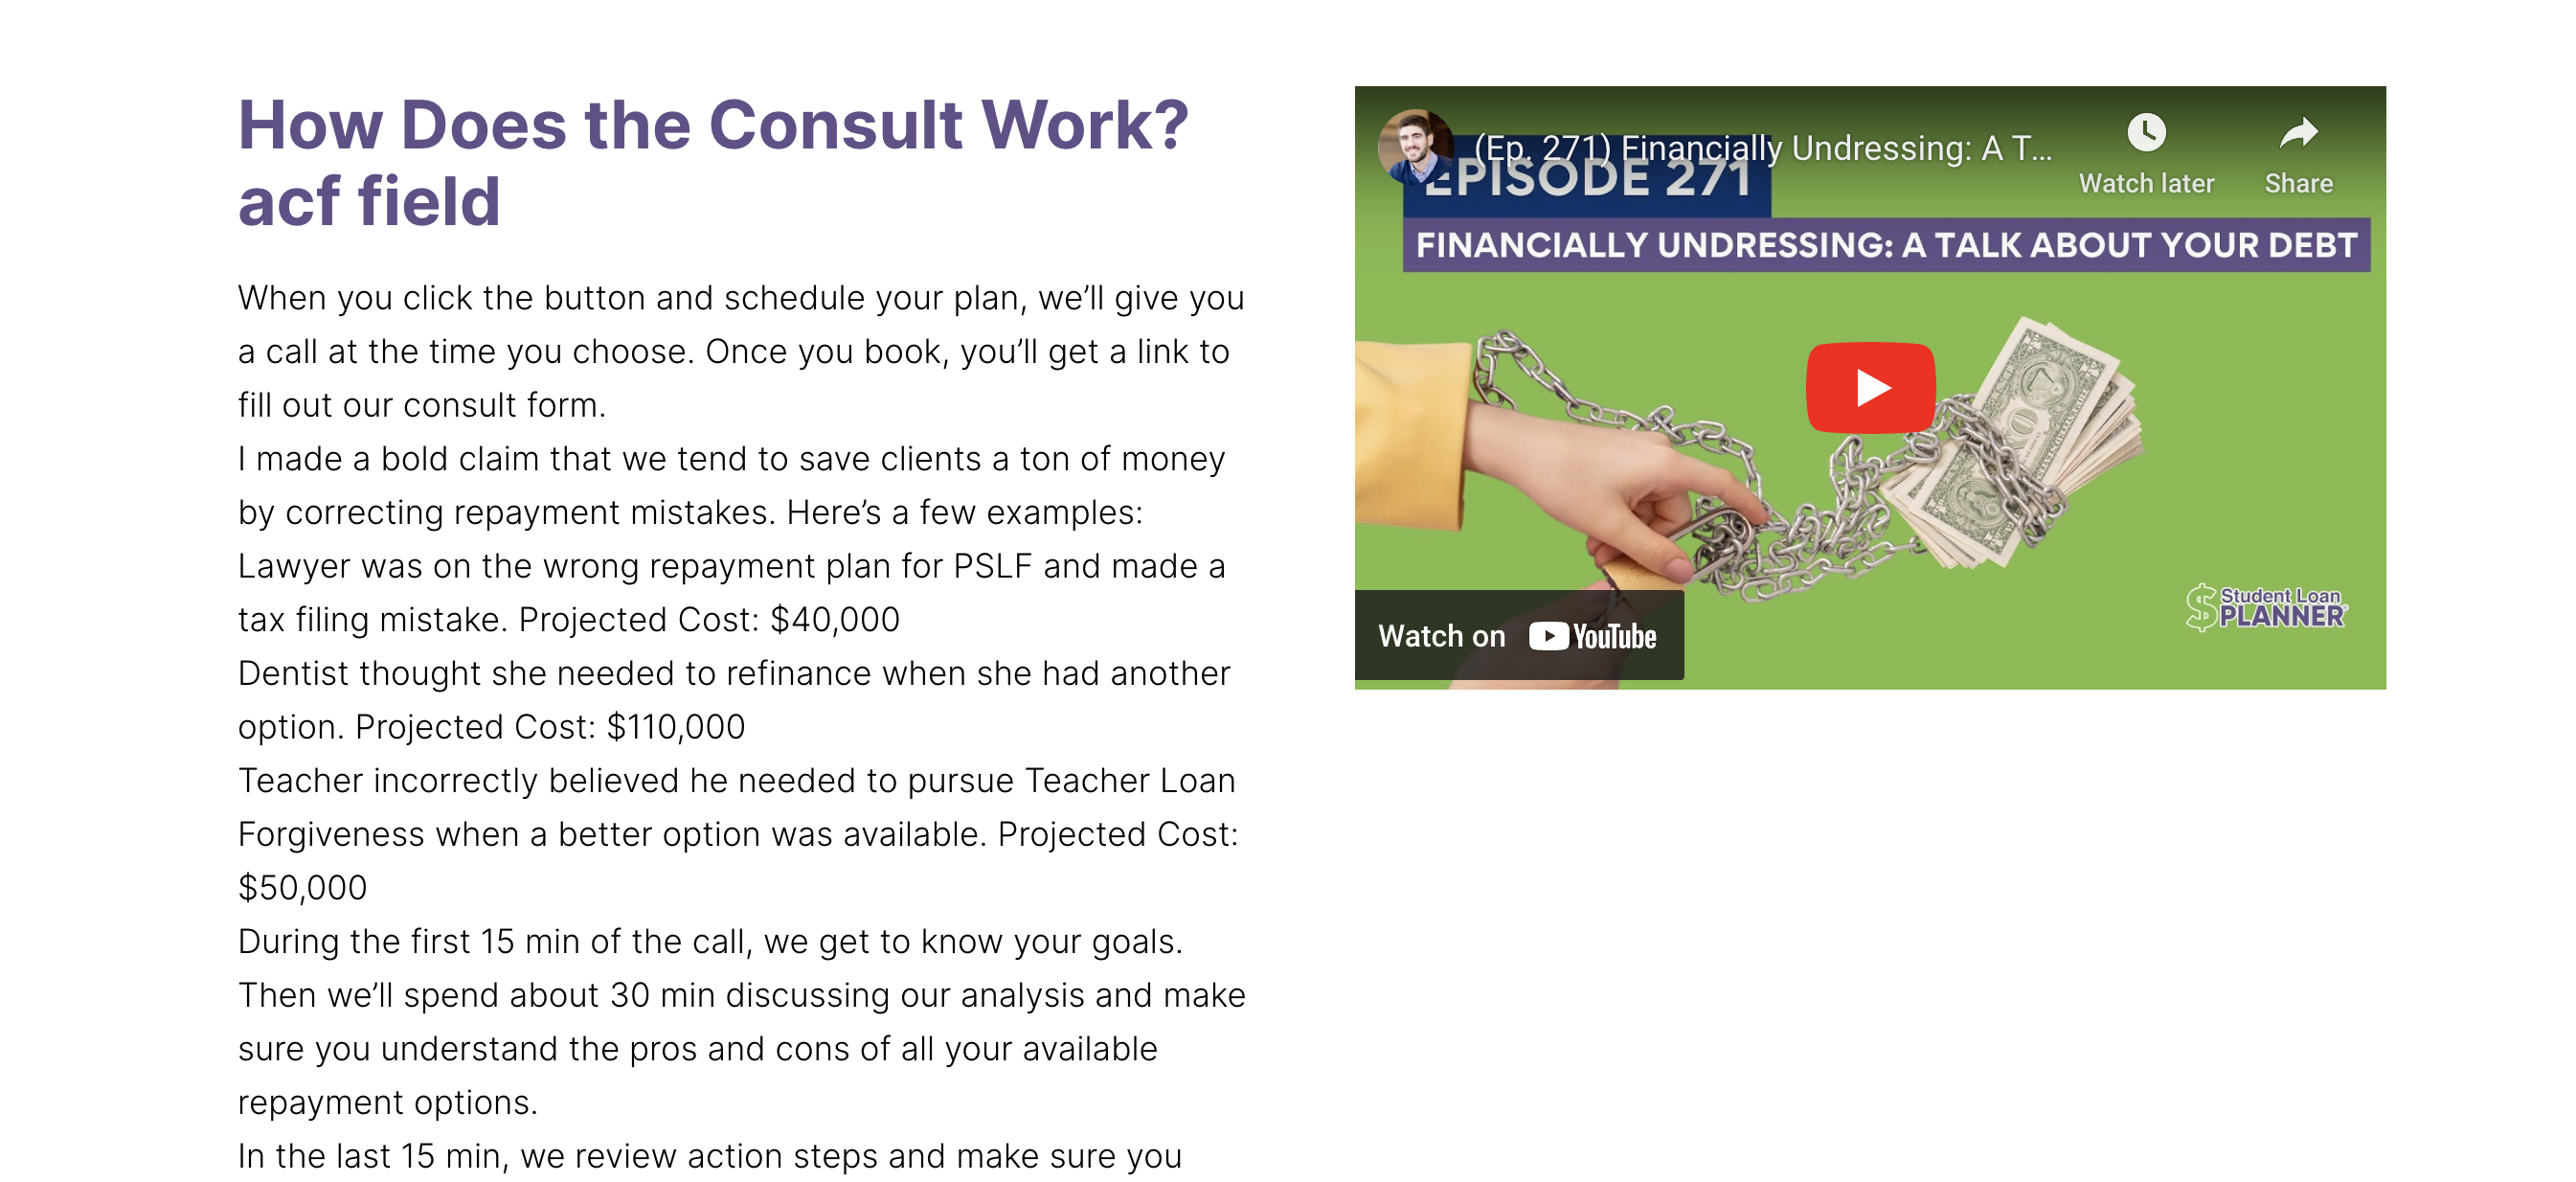 How Does the Consult Work?
acf field
When you click the button and schedule your plan, we’ll give you
a call at the time you choose. Once you book, you’ll get a link to
fill out our consult form.
I made a bold claim that we tend to save clients a ton of money
by correcting repayment mistakes. Here’s a few examples:
Lawyer was on the wrong repayment plan for PSLF and made a
tax filing mistake. Projected Cost: $40,000
Dentist thought she needed to refinance when she had another
option. Projected Cost: $110,000
Teacher incorrectly believed he needed to pursue Teacher Loan
Forgiveness when a better option was available. Projected Cost:
$50,000
During the first 15 min of the call, we get to know your goals.
Then we’ll spend about 30 min discussing our analysis and make
sure you understand the pros and cons of all your available
repayment options.
In the last 15 min, we review action steps and make sure you
(Ep. 271) Financially Undressing: A T...
Watch later
Share
EPISODE 271
FINANCIALLY UNDRESSING: A TALK ABOUT YOUR DEBT
Student Loan
PLANNER
Watch on YouTube